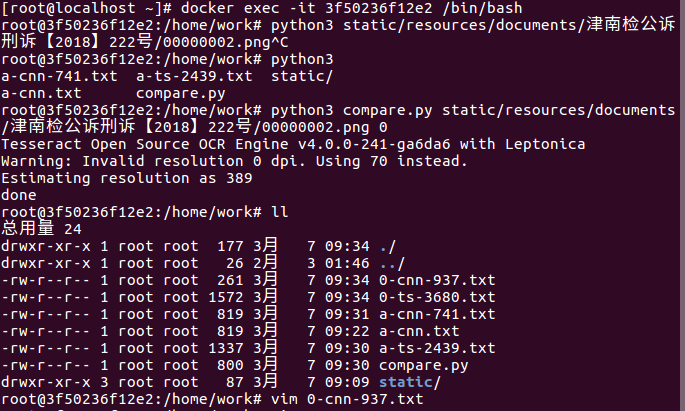 [root@localhost ~]# docker exec -it 3f50236f12e2 /bin/bash
root@3f50236f12e2:/home/work# python3 static/resources/documents/津南检公诉
刑诉【2018】222号/00000002.png^C
root@3f50236f12e2:/home/work# python3
a-cnn-741.txt  a-ts-2439.txt  static/
a-cnn.txt      compare.py
root@3f50236f12e2:/home/work# python3 compare.py static/resources/documents
/津南检公诉刑诉【2018】222号/00000002.png 0
Tesseract Open Source OCR Engine v4.0.0-241-ga6da6 with Leptonica
Warning: Invalid resolution 0 dpi. Using 70 instead.
Estimating resolution as 389
done
root@3f50236f12e2:/home/work# ll
总用量 24
drwxr-xr-x 1 root root  177 3月   7 09:34 ./
drwxr-xr-x 1 root root   26 2月   3 01:46 ../
-rw-r--r-- 1 root root  261 3月   7 09:34 0-cnn-937.txt
-rw-r--r-- 1 root root 1572 3月   7 09:34 0-ts-3680.txt
-rw-r--r-- 1 root root  819 3月   7 09:31 a-cnn-741.txt
-rw-r--r-- 1 root root  819 3月   7 09:22 a-cnn.txt
-rw-r--r-- 1 root root 1337 3月   7 09:30 a-ts-2439.txt
-rw-r--r-- 1 root root  800 3月   7 09:30 compare.py
drwxr-xr-x 3 root root   87 3月   7 09:09 static/
root@3f50236f12e2:/home/work# vim 0-cnn-937.txt